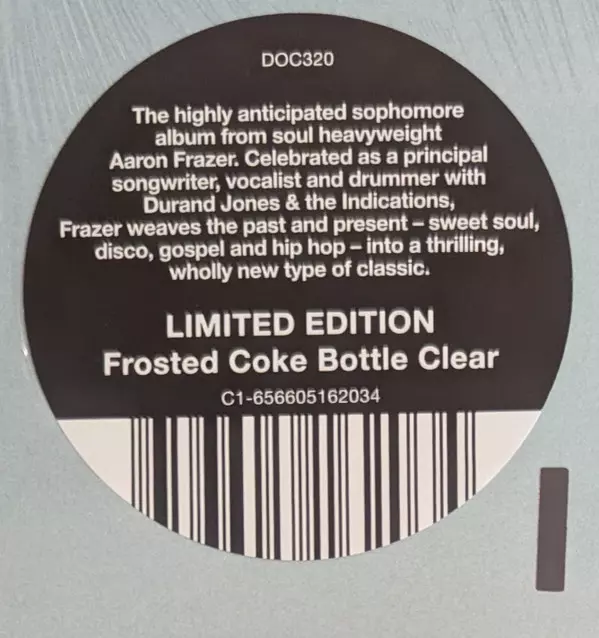 DOC320
The highly anticipated sophomore
album from soul heavyweight
Aaron Frazer. Celebrated as a principal
songwriter, vocalist and drummer with
Durand Jones & the Indications,
Frazer weaves the past and present – sweet soul,
disco, gospel and hip hop – into a thrilling,
wholly new type of classic.
LIMITED EDITION
Frosted Coke Bottle Clear
C1-656605162034